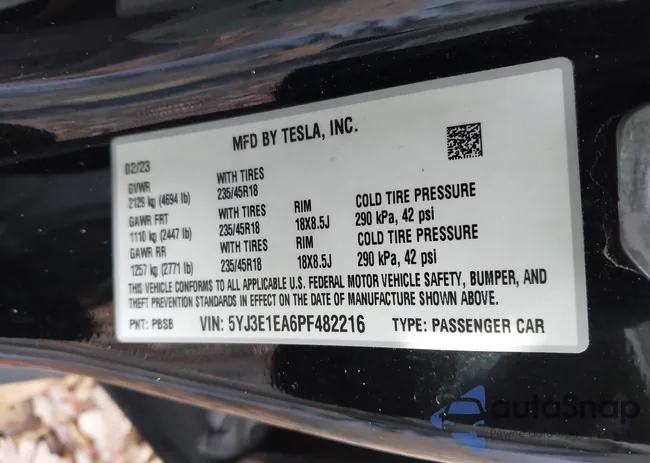 MFD BY TESLA, INC.
02/23
GVWR WITH TIRES
2129 kg (4694 lb) 235/45R18
GAWR FRT WITH TIRES RIM COLD TIRE PRESSURE
1110 kg (2447 lb) 235/45R18 18X8.5J 290 kPa, 42 psi
GAWR RR WITH TIRES RIM COLD TIRE PRESSURE
1257 kg (2771 lb) 235/45R18 18X8.5J 290 kPa, 42 psi
THIS VEHICLE CONFORMS TO ALL APPLICABLE U.S. FEDERAL MOTOR VEHICLE SAFETY, BUMPER, AND
THEFT PREVENTION STANDARDS IN EFFECT ON THE DATE OF MANUFACTURE SHOWN ABOVE.
PNT: PBSB VIN: 5YJ3E1EA6PF482216 TYPE: PASSENGER CAR
autoSnap